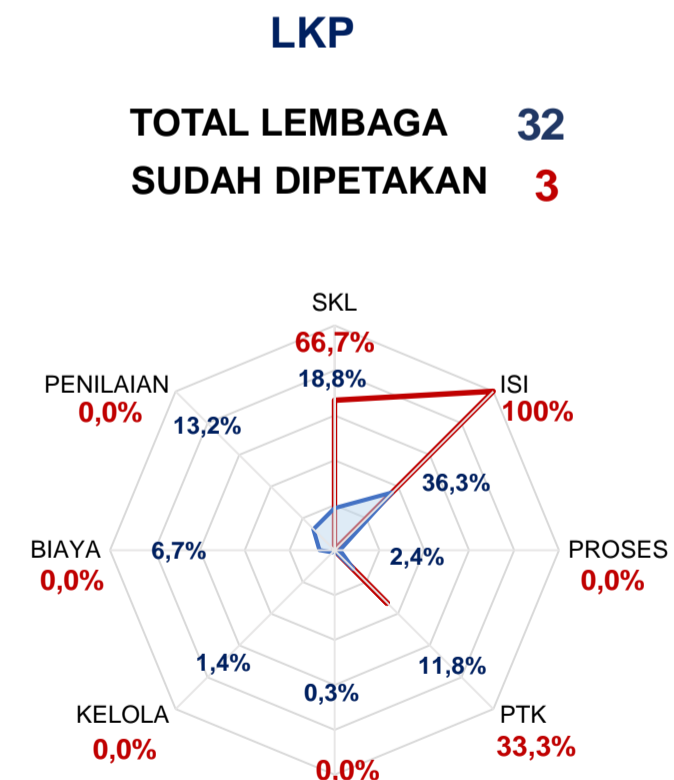 LKP
TOTAL LEMBAGA 32
SUDAH DIPETAKAN 3
SKL
66,7%
18,8%
PENILAIAN
0,0%
13,2%
ISI
100%
36,3%
BIAYA
0,0%
6,7%
2,4%
PROSES
0,0%
1,4%
11,8%
0,3%
KELOLA
0,0%
PTK
33,3%
0,0%